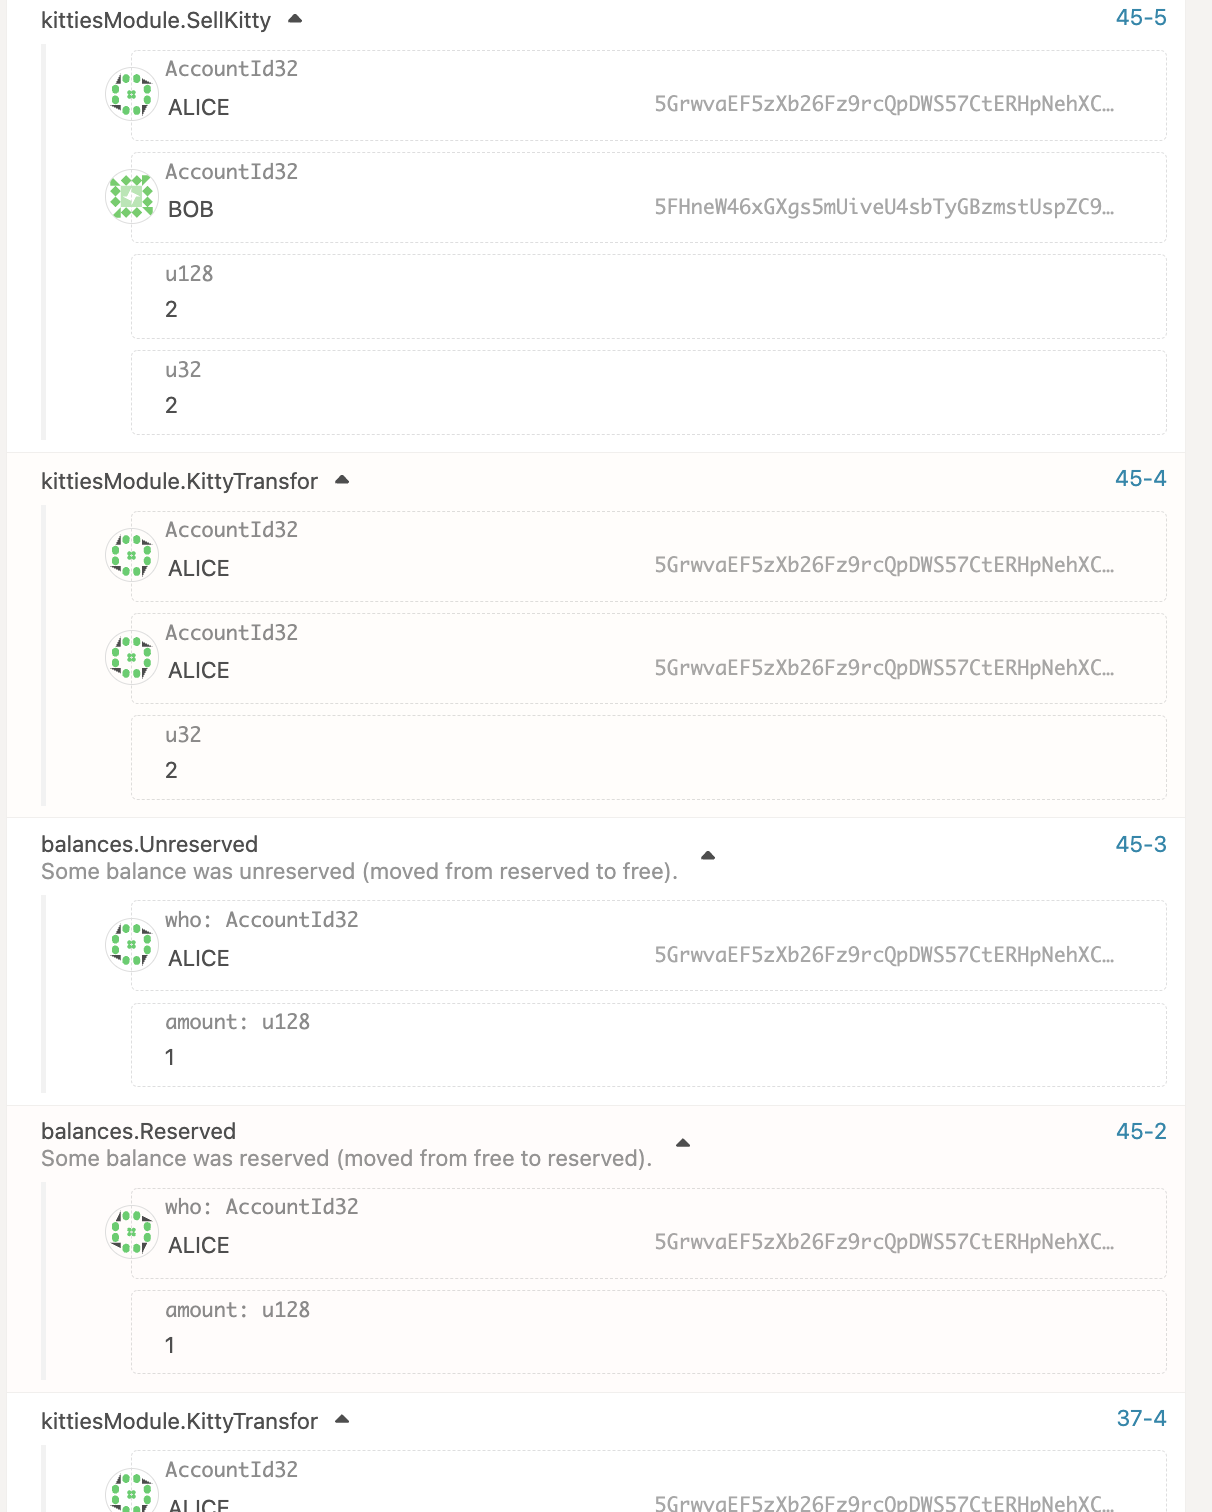 kittiesModule.SellKitty 45-5
AccountId32
ALICE 5GrwvaEF5zXb26Fz9rcQpDWS57CtERHpNehXC…
AccountId32
BOB 5FHneW46xGXgs5mUiveU4sbTyGBzmstUspZC9…
u128
2
u32
2
kittiesModule.KittyTransfor 45-4
AccountId32
ALICE 5GrwvaEF5zXb26Fz9rcQpDWS57CtERHpNehXC…
AccountId32
ALICE 5GrwvaEF5zXb26Fz9rcQpDWS57CtERHpNehXC…
u32
2
balances.Unreserved 45-3
Some balance was unreserved (moved from reserved to free).
who: AccountId32
ALICE 5GrwvaEF5zXb26Fz9rcQpDWS57CtERHpNehXC…
amount: u128
1
balances.Reserved 45-2
Some balance was reserved (moved from free to reserved).
who: AccountId32
ALICE 5GrwvaEF5zXb26Fz9rcQpDWS57CtERHpNehXC…
amount: u128
1
kittiesModule.KittyTransfor 37-4
AccountId32
ALICE 5GrwvaEF5zXb26Fz9rcQpDWS57CtERHpNehXC…